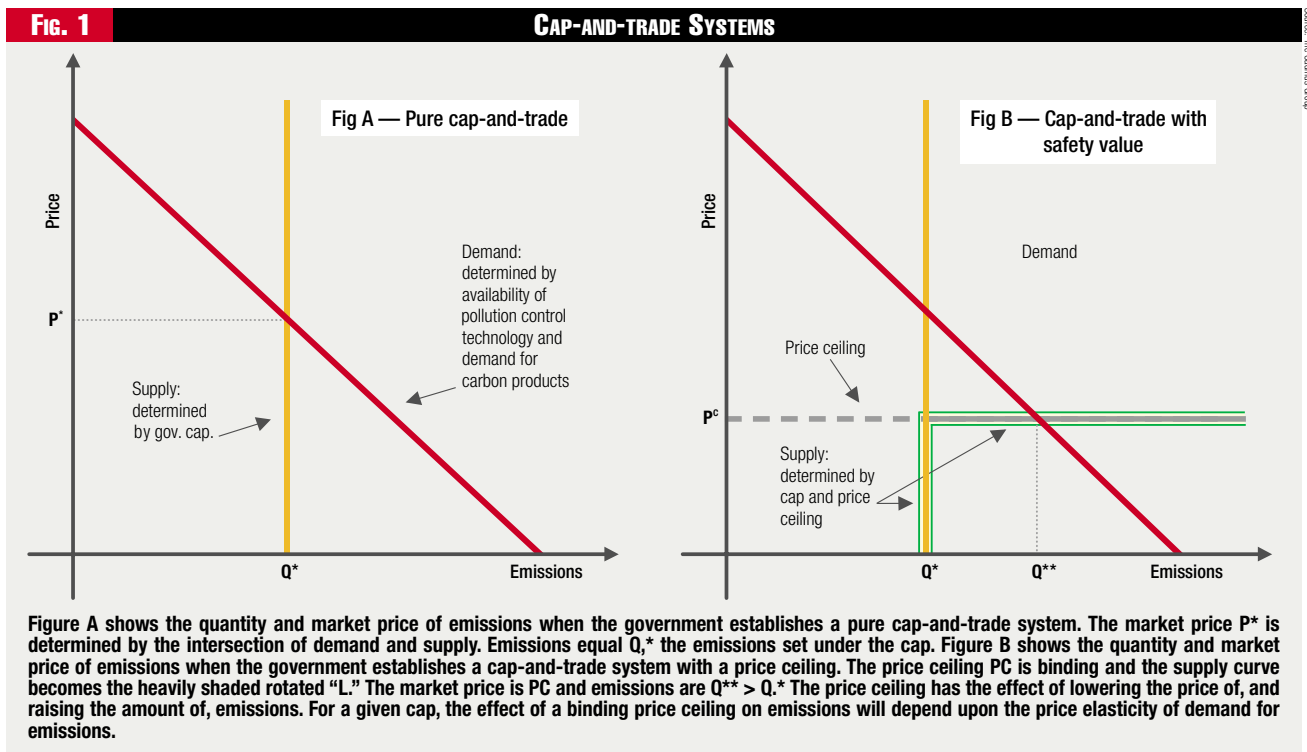 FIG. 1
CAP-AND-TRADE SYSTEMS
Fig A — Pure cap-and-trade
Price
Demand:
determined by
availability of
pollution control
technology and
demand for
carbon products
P*
Supply:
determined
by gov. cap.
Q*
Emissions
Fig B — Cap-and-trade with
safety value
Price
Demand
Price ceiling
Pc
Supply:
determined by
cap and price
ceiling
Q*
Q**
Emissions
Figure A shows the quantity and market price of emissions when the government establishes a pure cap-and-trade system. The market price P* is
determined by the intersection of demand and supply. Emissions equal Q,* the emissions set under the cap. Figure B shows the quantity and market
price of emissions when the government establishes a cap-and-trade system with a price ceiling. The price ceiling PC is binding and the supply curve
becomes the heavily shaded rotated “L.” The market price is PC and emissions are Q** > Q.* The price ceiling has the effect of lowering the price of, and
raising the amount of, emissions. For a given cap, the effect of a binding price ceiling on emissions will depend upon the price elasticity of demand for
emissions.